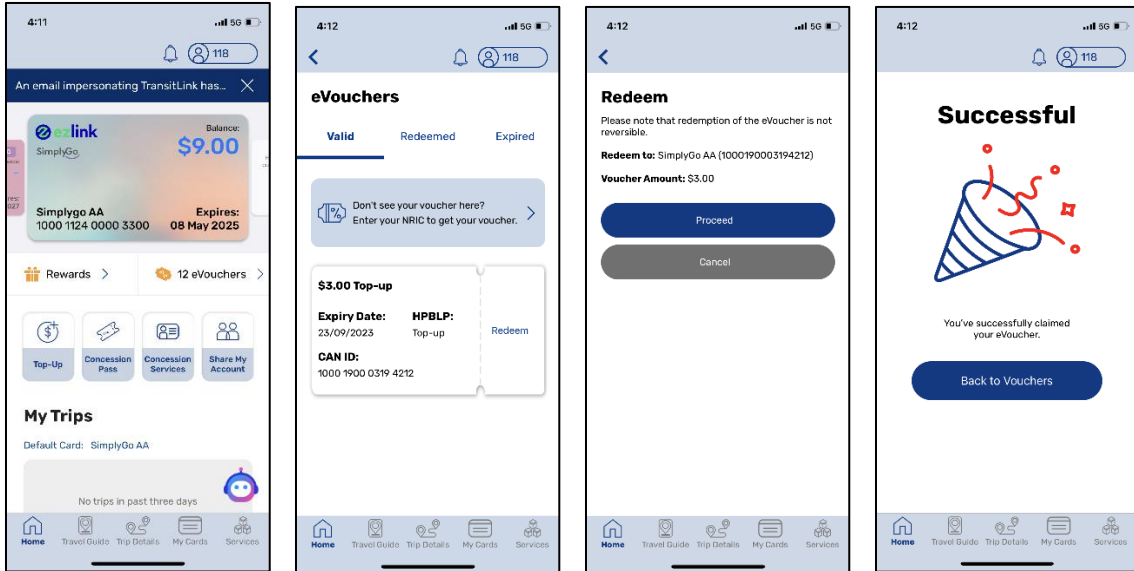 4:11
5G
118
An email impersonating TransitLink has...
ezlink
Balance:
SimplyGo
$9.00
Simplygo AA
Expires:
1000 1124 0000 3300
08 May 2025
Rewards
12 eVouchers
Top-Up
Concession Pass
Concession Services
Share My Account
My Trips
Default Card: SimplyGo AA
No trips in past three days
Home
Travel Guide
Trip Details
My Cards
Services
4:12
5G
118
eVouchers
Valid
Redeemed
Expired
Don't see your voucher here?
Enter your NRIC to get your voucher.
$3.00 Top-up
Expiry Date:
HPBLP:
23/09/2023
Top-up
Redeem
CAN ID:
1000 1900 0319 4212
Home
Travel Guide
Trip Details
My Cards
Services
4:12
5G
Redeem
Please note that redemption of the eVoucher is not
reversible.
Redeem to: SimplyGo AA (1000190003194212)
Voucher Amount: $3.00
Proceed
Cancel
Home
Travel Guide
Trip Details
My Cards
Services
4:12
5G
118
Successful
You've successfully claimed
your eVoucher.
Back to Vouchers
Home
Travel Guide
Trip Details
My Cards
Services